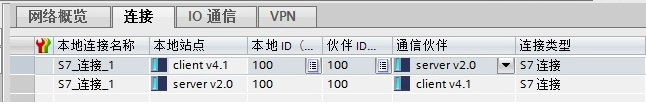 网络概览 连接 IO 通信 VPN
本地连接名称 本地站点 本地 ID（... 伙伴 ID... 通信伙伴 连接类型
S7_连接_1 client v4.1 100 100 server v2.0 S7 连接
S7_连接_1 server v2.0 100 100 client v4.1 S7 连接